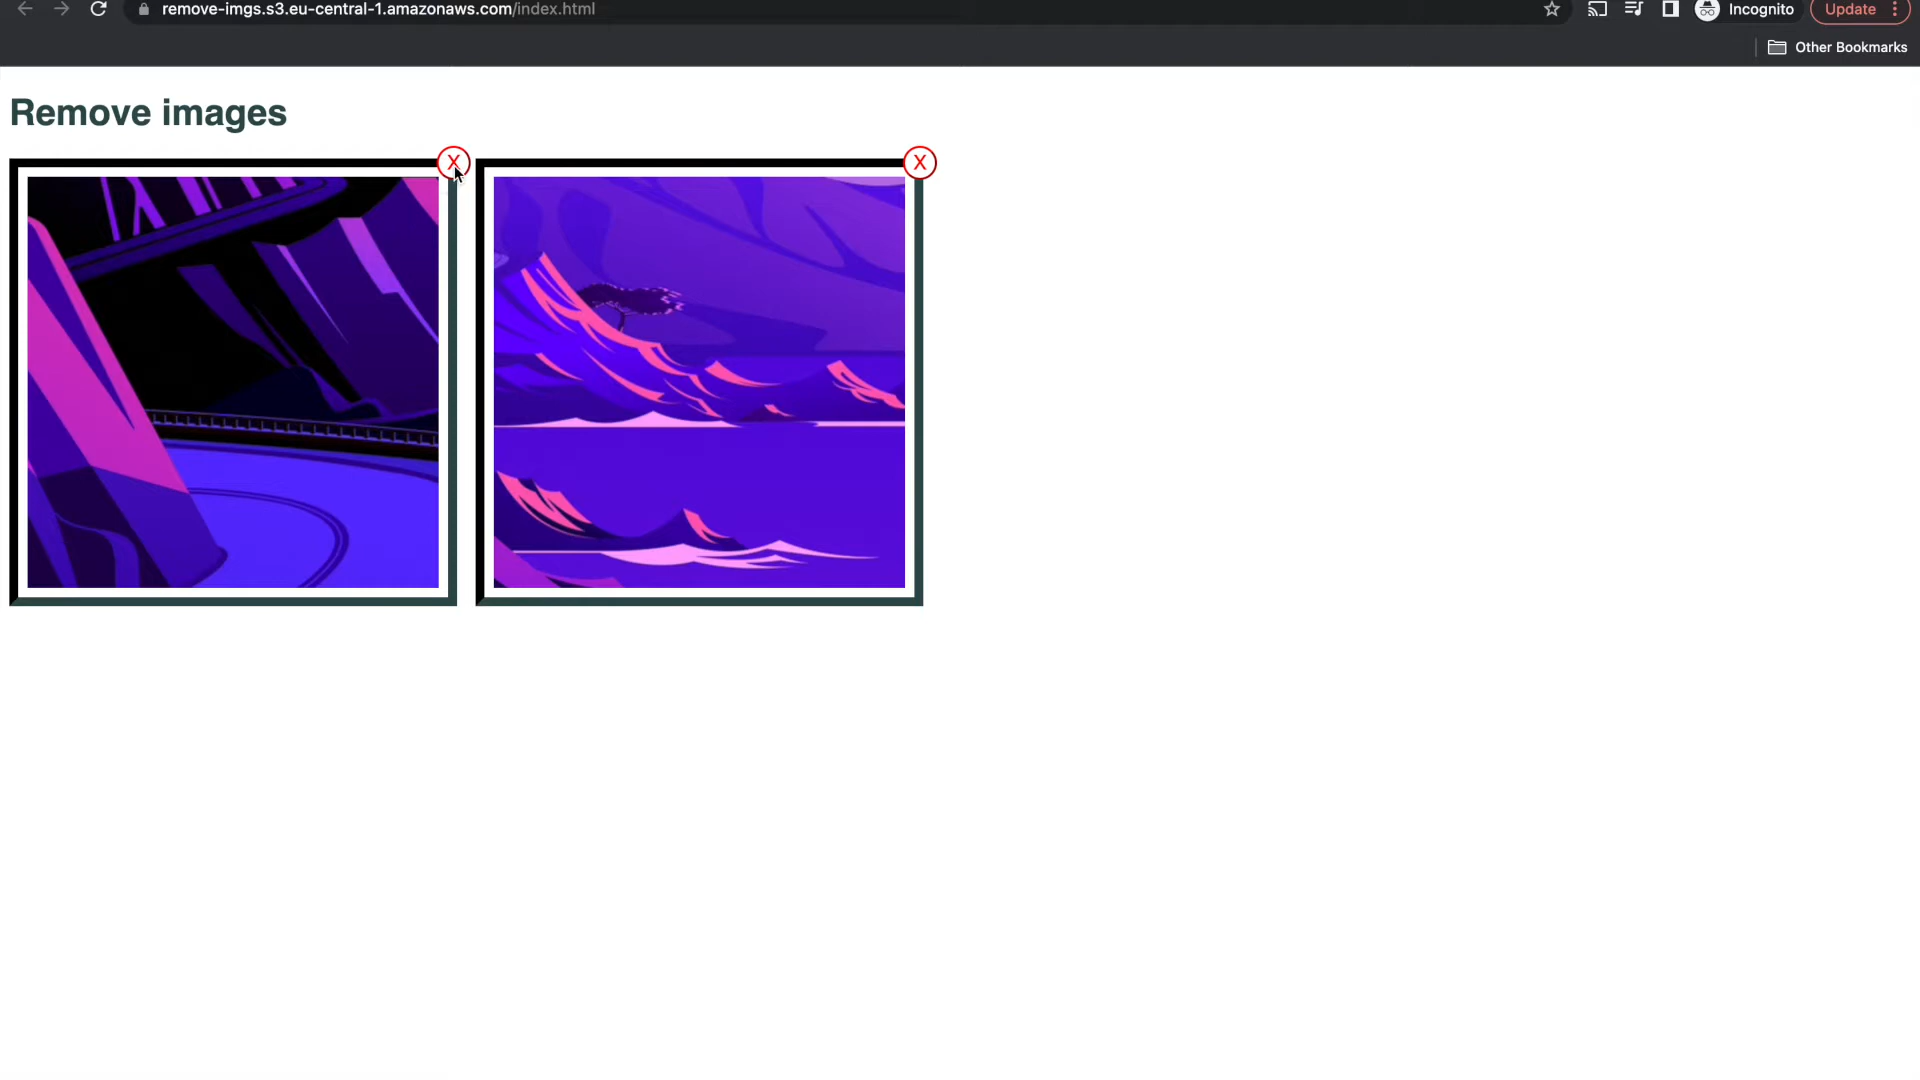 remove-imgs.s3.eu-central-1.amazonaws.com/index.html
Incognito
Update
Other Bookmarks
Remove images
X
X